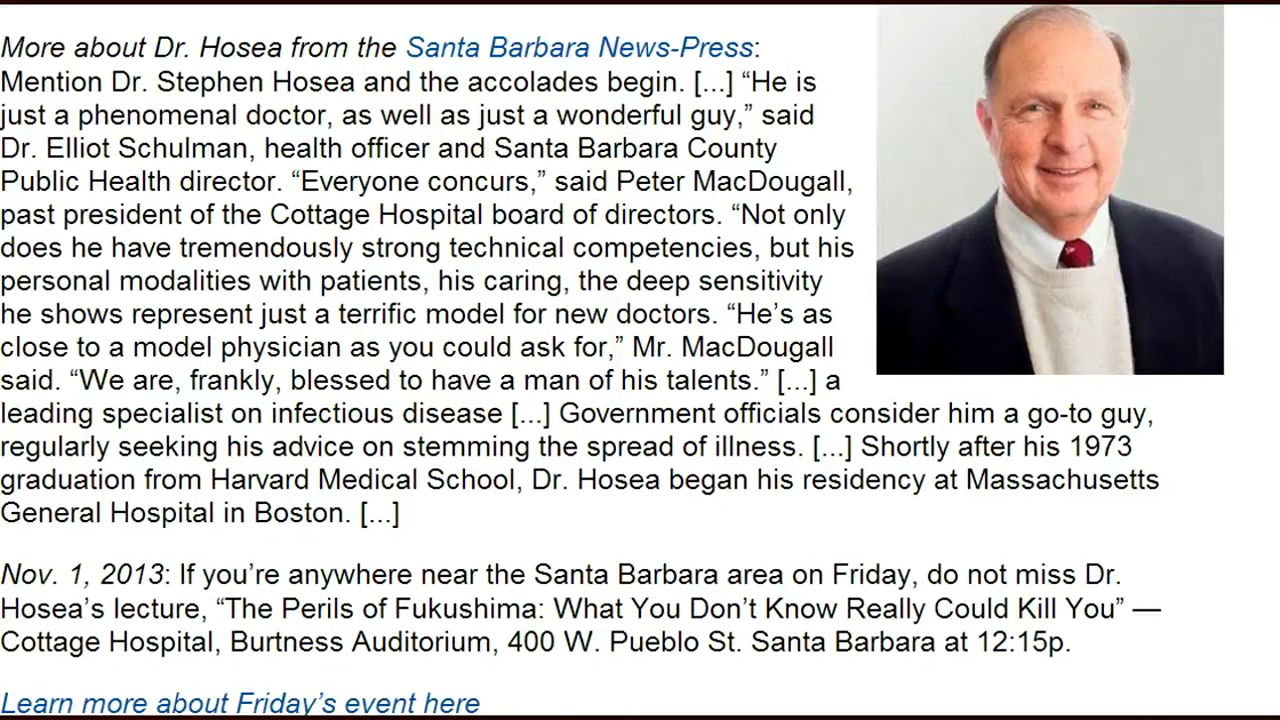 More about Dr. Hosea from the Santa Barbara News-Press:
Mention Dr. Stephen Hosea and the accolades begin. [...] “He is
just a phenomenal doctor, as well as just a wonderful guy,” said
Dr. Elliot Schulman, health officer and Santa Barbara County
Public Health director. “Everyone concurs,” said Peter MacDougall,
past president of the Cottage Hospital board of directors. “Not only
does he have tremendously strong technical competencies, but his
personal modalities with patients, his caring, the deep sensitivity
he shows represent just a terrific model for new doctors. “He’s as
close to a model physician as you could ask for,” Mr. MacDougall
said. “We are, frankly, blessed to have a man of his talents.” [...] a
leading specialist on infectious disease [...] Government officials consider him a go-to guy,
regularly seeking his advice on stemming the spread of illness. [...] Shortly after his 1973
graduation from Harvard Medical School, Dr. Hosea began his residency at Massachusetts
General Hospital in Boston. [...]
Nov. 1, 2013: If you’re anywhere near the Santa Barbara area on Friday, do not miss Dr.
Hosea’s lecture, “The Perils of Fukushima: What You Don’t Know Really Could Kill You” —
Cottage Hospital, Burtness Auditorium, 400 W. Pueblo St. Santa Barbara at 12:15p.
Learn more about Friday’s event here